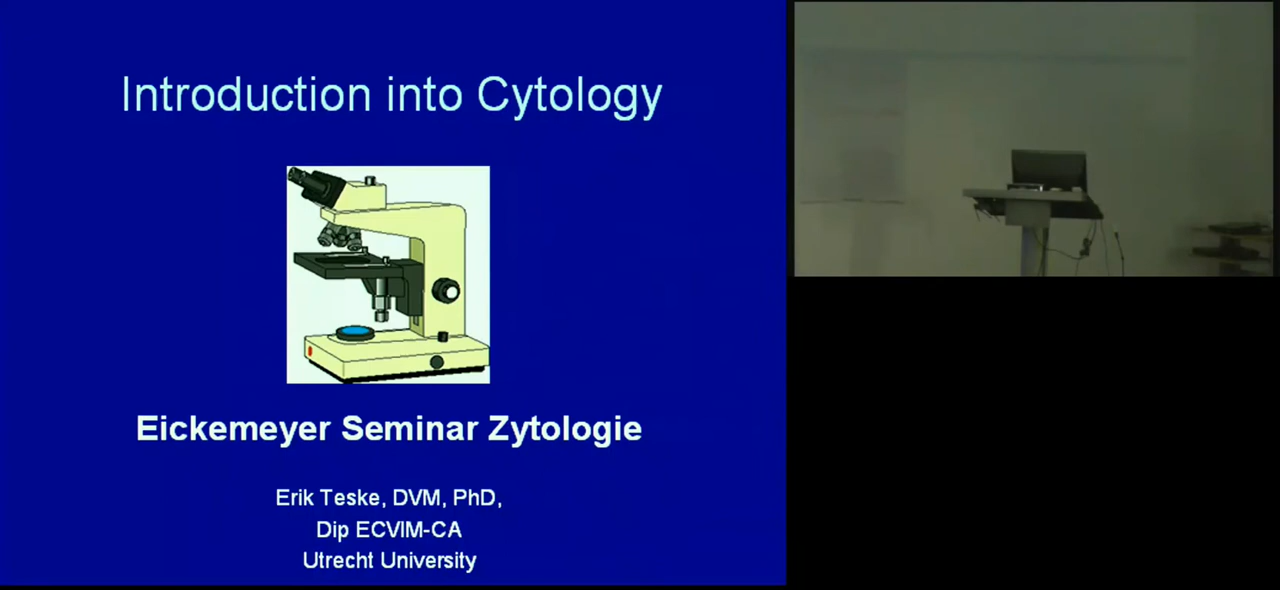 Introduction into Cytology
Eickemeyer Seminar Zytologie
Erik Teske, DVM, PhD,
Dip ECVIM-CA
Utrecht University